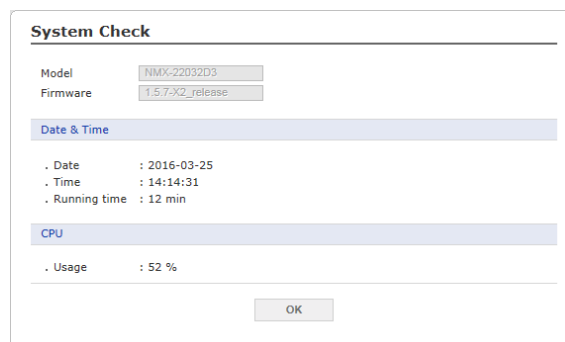 System Check
Model NMX-22032D3
Firmware 1.5.7-X2_release
Date & Time
. Date : 2016-03-25
. Time : 14:14:31
. Running time : 12 min
CPU
. Usage : 52 %
OK